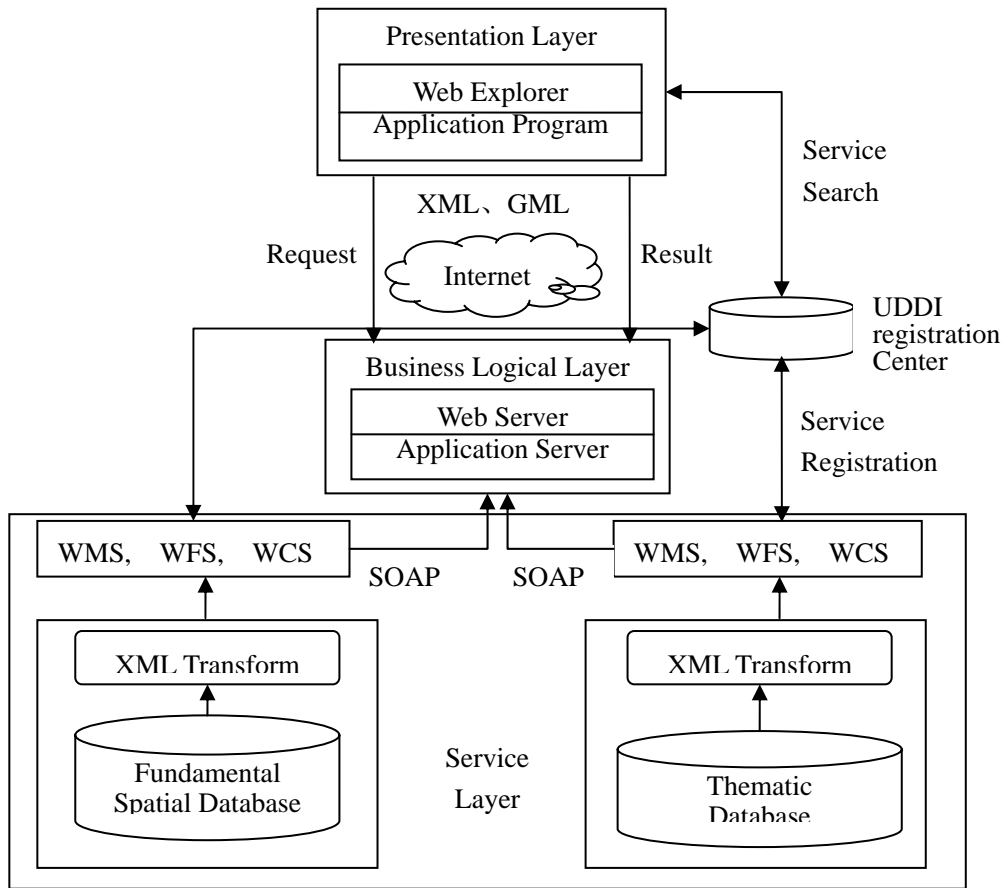 Presentation Layer
Web Explorer
Application Program
Service
Search
XML、GML
Request
Internet
Result
UDDI
registration
Center
Business Logical Layer
Web Server
Application Server
Service
Registration
WMS, WFS, WCS
SOAP
SOAP
WMS, WFS, WCS
XML Transform
XML Transform
Fundamental
Spatial Database
Service
Layer
Thematic
Database